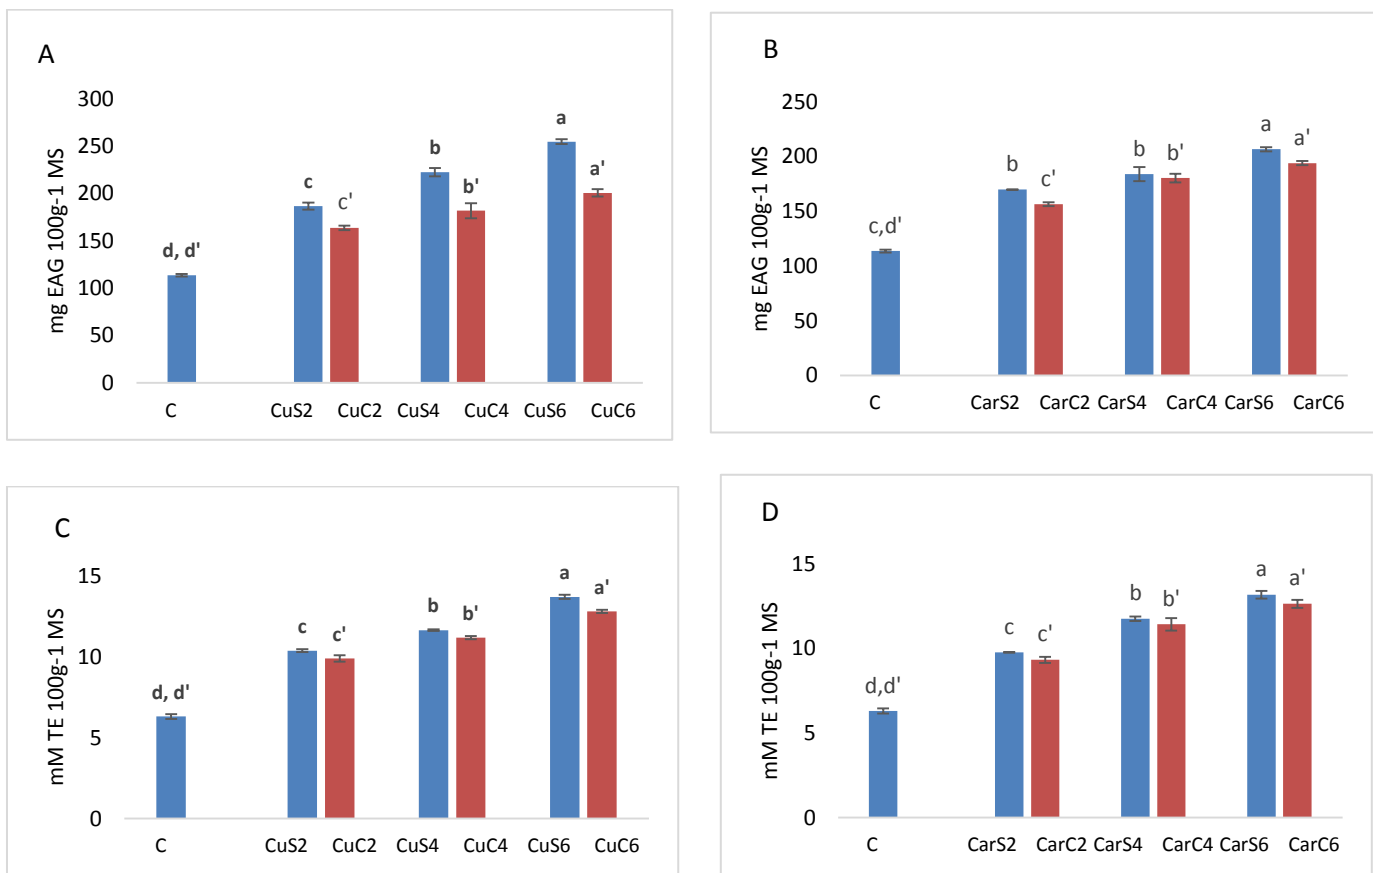 A
mg EAG 100g-1 MS
300
250
200
150
100
50
0
d, d'
c
c'
b
b'
a
a'
C
CuS2
CuC2
CuS4
CuC4
CuS6
CuC6
B
mg EAG 100g-1 MS
250
200
150
100
50
0
c,d'
b
c'
b
b'
a
a'
C
CarS2
CarC2
CarS4
CarC4
CarS6
CarC6
C
mM TE 100g-1 MS
15
10
5
0
d, d'
c
c'
b
b'
a
a'
C
CuS2
CuC2
CuS4
CuC4
CuS6
CuC6
D
mM TE 100g-1 MS
15
10
5
0
d,d'
c
c'
b
b'
a
a'
C
CarS2
CarC2
CarS4
CarC4
CarS6
CarC6